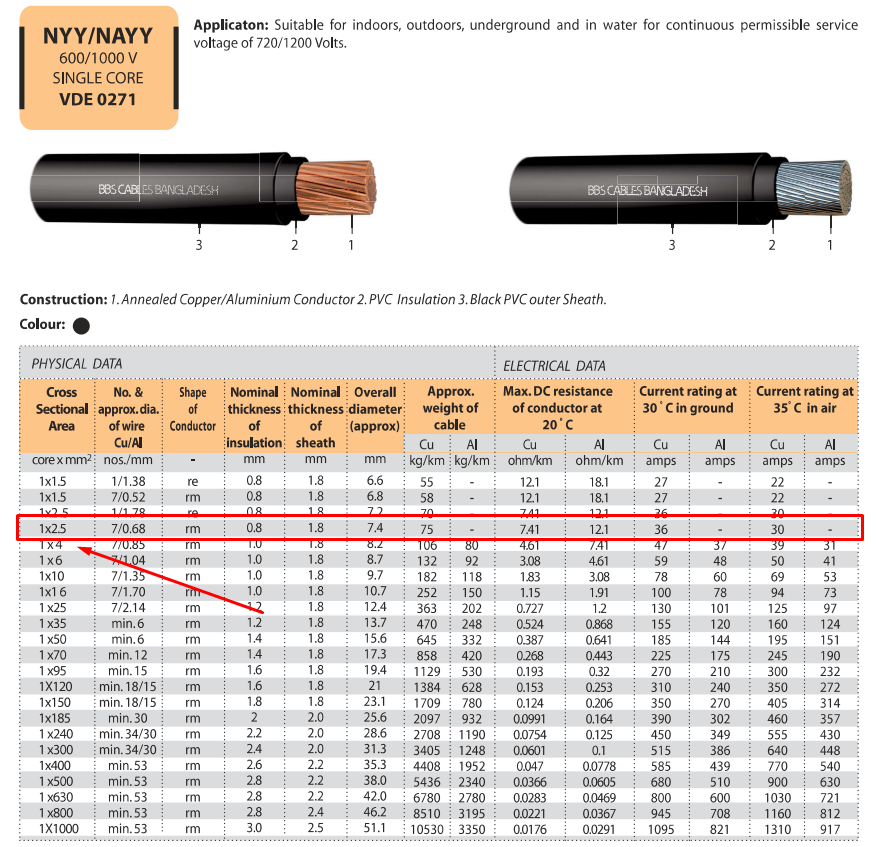 NYY/NAYY
600/1000 V
SINGLE CORE
VDE 0271
Applicaton: Suitable for indoors, outdoors, underground and in water for continuous permissible service
voltage of 720/1200 Volts.
BBS CABLES BANGLADESH
3 2 1
BBS CABLES BANGLADESH
3 2 1
Construction: 1. Annealed Copper/Aluminium Conductor 2. PVC Insulation 3. Black PVC outer Sheath.
Colour:
PHYSICAL DATA ELECTRICAL DATA
Cross Sectional Area No. & approx. dia. of wire Cu/Al Shape of Conductor Nominal thickness of insulation Nominal thickness of sheath Overall diameter (approx) Approx. weight of cable Max. DC resistance of conductor at 20 ˚C Current rating at 30 ˚C in ground Current rating at 35˚C in air
Cu Al Cu Al Cu Al Cu Al
core x mm² nos./mm - mm mm mm kg/km kg/km ohm/km ohm/km amps amps amps amps
1x1.5 1/1.38 re 0.8 1.8 6.6 55 - 12.1 18.1 27 - 22 -
1x1.5 7/0.52 rm 0.8 1.8 6.8 58 - 12.1 18.1 27 - 22 -
1x2.5 1/1.78 re 0.8 1.8 7.2 70 - 7.41 12.1 36 - 30 -
1x2.5 7/0.68 rm 0.8 1.8 7.4 75 - 7.41 12.1 36 - 30 -
1 x 4 7/0.85 rm 1.0 1.8 8.2 106 80 4.61 7.41 47 37 39 31
1 x 6 7/1.04 rm 1.0 1.8 8.7 132 92 3.08 4.61 59 48 50 41
1x10 7/1.35 rm 1.0 1.8 9.7 182 118 1.83 3.08 78 60 69 53
1x1 6 7/1.70 rm 1.0 1.8 10.7 252 150 1.15 1.91 100 78 94 73
1 x25 7/2.14 rm 1.2 1.8 12.4 363 202 0.727 1.2 130 101 125 97
1x35 min. 6 rm 1.2 1.8 13.7 470 248 0.524 0.868 155 120 160 124
1x50 min. 6 rm 1.4 1.8 15.6 645 332 0.387 0.641 185 144 195 151
1x70 min. 12 rm 1.4 1.8 17.3 858 420 0.268 0.443 225 175 245 190
1x95 min. 15 rm 1.6 1.8 19.4 1129 530 0.193 0.32 270 210 300 232
1X120 min. 18/15 rm 1.6 1.8 21 1384 628 0.153 0.253 310 240 350 272
1x150 min. 18/15 rm 1.8 1.8 23.1 1709 780 0.124 0.206 350 270 405 314
1x185 min. 30 rm 2 2.0 25.6 2097 932 0.0991 0.164 390 302 460 357
1 x240 min. 34/30 rm 2.2 2.0 28.6 2708 1190 0.0754 0.125 450 349 555 430
1 x300 min. 34/30 rm 2.4 2.0 31.3 3405 1248 0.0601 0.1 515 386 640 448
1x400 min. 53 rm 2.6 2.2 35.3 4408 1952 0.047 0.0778 585 439 770 540
1 x500 min. 53 rm 2.8 2.2 38.0 5436 2340 0.0366 0.0605 680 510 900 630
1 x630 min. 53 rm 2.8 2.2 42.0 6780 2780 0.0283 0.0469 800 600 1030 721
1 x800 min. 53 rm 2.8 2.4 46.2 8510 3195 0.0221 0.0367 945 708 1160 812
1X1000 min. 53 rm 3.0 2.5 51.1 10530 3350 0.0176 0.0291 1095 821 1310 917